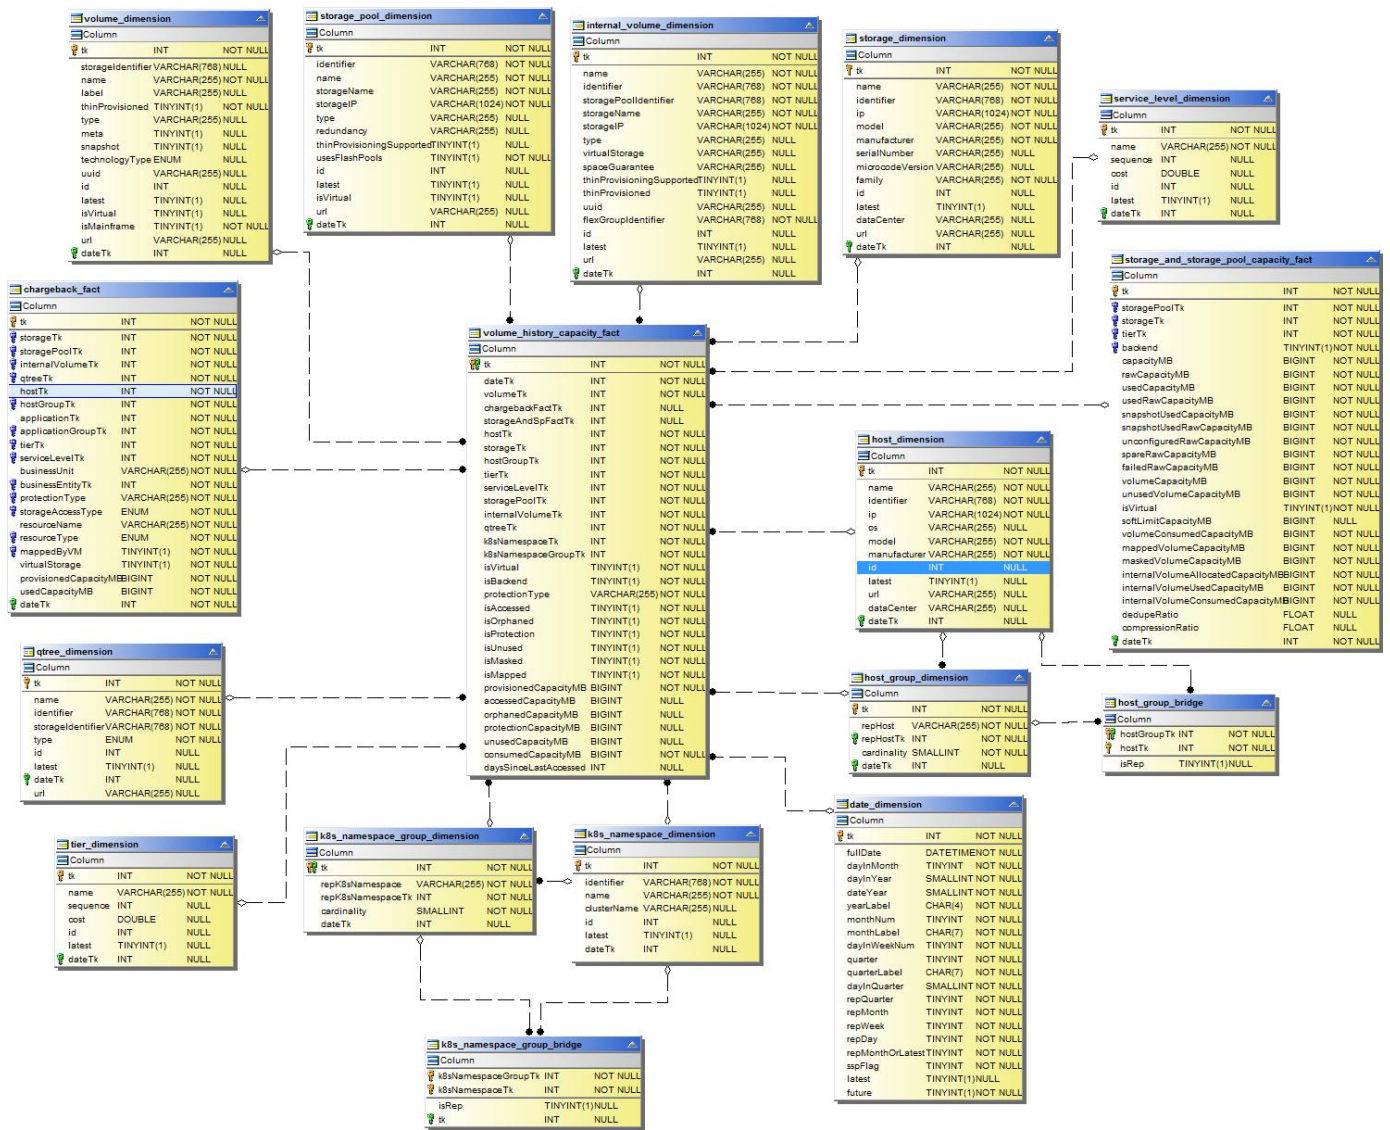 volume_dimension
Column
tk INT NOT NULL
storageIdentifier VARCHAR(768) NULL
name VARCHAR(255) NOT NULL
label VARCHAR(255) NULL
thinProvisioned TINYINT(1) NOT NULL
type VARCHAR(255) NULL
meta TINYINT(1) NULL
snapshot TINYINT(1) NULL
technologyType ENUM NULL
uuid VARCHAR(255) NULL
id INT NULL
latest TINYINT(1) NULL
isVirtual TINYINT(1) NULL
isMainframe TINYINT(1) NOT NULL
url VARCHAR(255) NULL
dateTk INT NULL
storage_pool_dimension
Column
tk INT NOT NULL
identifier VARCHAR(768) NOT NULL
name VARCHAR(255) NOT NULL
storageName VARCHAR(255) NOT NULL
storageIP VARCHAR(1024) NOT NULL
type VARCHAR(255) NULL
redundancy VARCHAR(255) NULL
thinProvisioningSupported TINYINT(1) NULL
usesFlashPools TINYINT(1) NOT NULL
id INT NULL
latest TINYINT(1) NULL
isVirtual TINYINT(1) NULL
url VARCHAR(255) NULL
dateTk INT NULL
internal_volume_dimension
Column
tk INT NOT NULL
name VARCHAR(255) NOT NULL
identifier VARCHAR(768) NOT NULL
storagePoolIdentifier VARCHAR(768) NOT NULL
storageName VARCHAR(255) NOT NULL
storageIP VARCHAR(1024) NOT NULL
type VARCHAR(255) NULL
virtualStorage VARCHAR(255) NULL
spaceGuarantee VARCHAR(255) NULL
thinProvisioningSupported TINYINT(1) NULL
thinProvisioned TINYINT(1) NULL
uuid VARCHAR(255) NULL
flexGroupIdentifier VARCHAR(768) NOT NULL
id INT NULL
latest TINYINT(1) NULL
url VARCHAR(255) NULL
dateTk INT NULL
storage_dimension
Column
tk INT NOT NULL
name VARCHAR(255) NOT NULL
identifier VARCHAR(768) NOT NULL
ip VARCHAR(1024) NOT NULL
model VARCHAR(255) NULL
manufacturer VARCHAR(255) NOT NULL
serialNumber VARCHAR(255) NULL
microcodeVersion VARCHAR(255) NULL
family VARCHAR(255) NOT NULL
id INT NULL
latest TINYINT(1) NULL
dataCenter VARCHAR(255) NULL
url VARCHAR(255) NULL
dateTk INT NULL
service_level_dimension
Column
tk INT NOT NULL
name VARCHAR(255) NOT NULL
sequence INT NULL
cost DOUBLE NULL
id INT NULL
latest TINYINT(1) NULL
dateTk INT NULL
chargeback_fact
Column
tk INT NOT NULL
storageTk INT NOT NULL
storagePoolTk INT NOT NULL
internalVolumeTk INT NOT NULL
qtreeTk INT NOT NULL
hostTk INT NOT NULL
hostGroupTk INT NOT NULL
applicationTk INT NOT NULL
applicationGroupTk INT NOT NULL
tierTk INT NOT NULL
serviceLevelTk INT NOT NULL
businessUnit VARCHAR(255) NOT NULL
businessEntityTk INT NOT NULL
protectionType VARCHAR(255) NOT NULL
storageAccessType ENUM NOT NULL
resourceName VARCHAR(255) NOT NULL
resourceType ENUM NOT NULL
mappedByVM TINYINT(1) NOT NULL
virtualStorage TINYINT(1) NOT NULL
provisionedCapacityMB BIGINT NOT NULL
usedCapacityMB BIGINT NOT NULL
dateTk INT NOT NULL
volume_history_capacity_fact
Column
tk INT NOT NULL
dateTk INT NOT NULL
volumeTk INT NOT NULL
chargebackFactTk INT NULL
storageAndSpFactTk INT NULL
hostTk INT NOT NULL
storageTk INT NOT NULL
hostGroupTk INT NOT NULL
tierTk INT NOT NULL
serviceLevelTk INT NOT NULL
storagePoolTk INT NOT NULL
internalVolumeTk INT NOT NULL
qtreeTk INT NOT NULL
k8sNamespaceTk INT NOT NULL
k8sNamespaceGroupTk INT NOT NULL
isVirtual TINYINT(1) NOT NULL
isBackend TINYINT(1) NOT NULL
protectionType VARCHAR(255) NOT NULL
isAccessed TINYINT(1) NOT NULL
isOrphaned TINYINT(1) NOT NULL
isProtection TINYINT(1) NOT NULL
isUnused TINYINT(1) NOT NULL
isMasked TINYINT(1) NOT NULL
isMapped TINYINT(1) NOT NULL
provisionedCapacityMB BIGINT NOT NULL
accessedCapacityMB BIGINT NULL
orphanedCapacityMB BIGINT NULL
protectionCapacityMB BIGINT NULL
unusedCapacityMB BIGINT NULL
consumedCapacityMB BIGINT NOT NULL
daysSinceLastAccessed INT NULL
storage_and_storage_pool_capacity_fact
Column
tk INT NOT NULL
storagePoolTk INT NOT NULL
storageTk INT NOT NULL
tierTk INT NOT NULL
backend TINYINT(1) NOT NULL
capacityMB BIGINT NOT NULL
rawCapacityMB BIGINT NOT NULL
usedCapacityMB BIGINT NOT NULL
usedRawCapacityMB BIGINT NOT NULL
snapshotUsedCapacityMB BIGINT NOT NULL
snapshotUsedRawCapacityMB BIGINT NOT NULL
unconfiguredRawCapacityMB BIGINT NOT NULL
spareRawCapacityMB BIGINT NOT NULL
failedRawCapacityMB BIGINT NOT NULL
volumeCapacityMB BIGINT NOT NULL
unusedVolumeCapacityMB BIGINT NOT NULL
isVirtual TINYINT(1) NOT NULL
softLimitCapacityMB BIGINT NULL
volumeConsumedCapacityMB BIGINT NOT NULL
mappedVolumeCapacityMB BIGINT NOT NULL
maskedVolumeCapacityMB BIGINT NOT NULL
internalVolumeAllocatedCapacityMB BIGINT NOT NULL
internalVolumeUsedCapacityMB BIGINT NOT NULL
internalVolumeConsumedCapacityMB BIGINT NOT NULL
dedupeRatio FLOAT NULL
compressionRatio FLOAT NULL
dateTk INT NOT NULL
host_dimension
Column
tk INT NOT NULL
name VARCHAR(255) NOT NULL
identifier VARCHAR(768) NOT NULL
ip VARCHAR(1024) NOT NULL
os VARCHAR(255) NULL
model VARCHAR(255) NOT NULL
manufacturer VARCHAR(255) NOT NULL
id INT NULL
latest TINYINT(1) NULL
url VARCHAR(255) NULL
dataCenter VARCHAR(255) NULL
dateTk INT NULL
qtree_dimension
Column
tk INT NOT NULL
name VARCHAR(255) NOT NULL
identifier VARCHAR(768) NOT NULL
storageIdentifier VARCHAR(768) NOT NULL
type ENUM NOT NULL
id INT NULL
latest TINYINT(1) NULL
dateTk INT NULL
url VARCHAR(255) NULL
host_group_dimension
Column
tk INT NOT NULL
repHost VARCHAR(255) NOT NULL
repHostTk INT NOT NULL
cardinality SMALLINT NOT NULL
dateTk INT NULL
host_group_bridge
Column
hostGroupTk INT NOT NULL
hostTk INT NOT NULL
isRep TINYINT(1) NULL
tier_dimension
Column
tk INT NOT NULL
name VARCHAR(255) NOT NULL
sequence INT NULL
cost DOUBLE NULL
id INT NULL
latest TINYINT(1) NULL
dateTk INT NULL
k8s_namespace_group_dimension
Column
tk INT NOT NULL
repK8sNamespace VARCHAR(255) NOT NULL
repK8sNamespaceTk INT NOT NULL
cardinality SMALLINT NOT NULL
dateTk INT NULL
k8s_namespace_dimension
Column
tk INT NOT NULL
identifier VARCHAR(768) NOT NULL
name VARCHAR(255) NOT NULL
clusterName VARCHAR(255) NULL
id INT NULL
latest TINYINT(1) NULL
dateTk INT NULL
date_dimension
Column
tk INT NOT NULL
fullDate DATETIME NOT NULL
dayInMonth TINYINT NOT NULL
dayInYear SMALLINT NOT NULL
dateYear SMALLINT NOT NULL
yearLabel CHAR(4) NOT NULL
monthNum TINYINT NOT NULL
monthLabel CHAR(7) NOT NULL
dayInWeekNum TINYINT NOT NULL
quarter TINYINT NOT NULL
quarterLabel CHAR(7) NOT NULL
dayInQuarter SMALLINT NOT NULL
repQuarter TINYINT NOT NULL
repMonth TINYINT NOT NULL
repWeek TINYINT NOT NULL
repDay TINYINT NOT NULL
repMonthOrLatest TINYINT NOT NULL
sspFlag TINYINT NOT NULL
latest TINYINT(1) NULL
future TINYINT(1) NOT NULL
k8s_namespace_group_bridge
Column
k8sNamespaceGroupTk INT NOT NULL
k8sNamespaceTk INT NOT NULL
isRep TINYINT(1) NULL
tk INT NULL